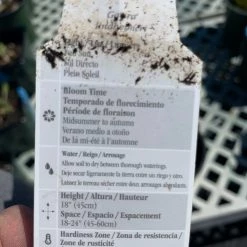 Sol Directo
Plein Soleil
Bloom Time
Temporado de florecimiento
Période de floraison
Midsummer to autumn
Verano medio a otoño
De la mi-été à l'automne
Water / Reigo / Arrosage
Allow soil to dry between thorough waterings.
Deje secar ligeramente la tierra entre un riego y otro.
Laissez le terreau sécher entre deux arrosages abondants.
Height / Altura / Hauteur
18" (45cm)
Space / Espacio / Espacement
18-24" (45-60cm)
Hardiness Zone / Zona de resistencia /
Zone de rusticité